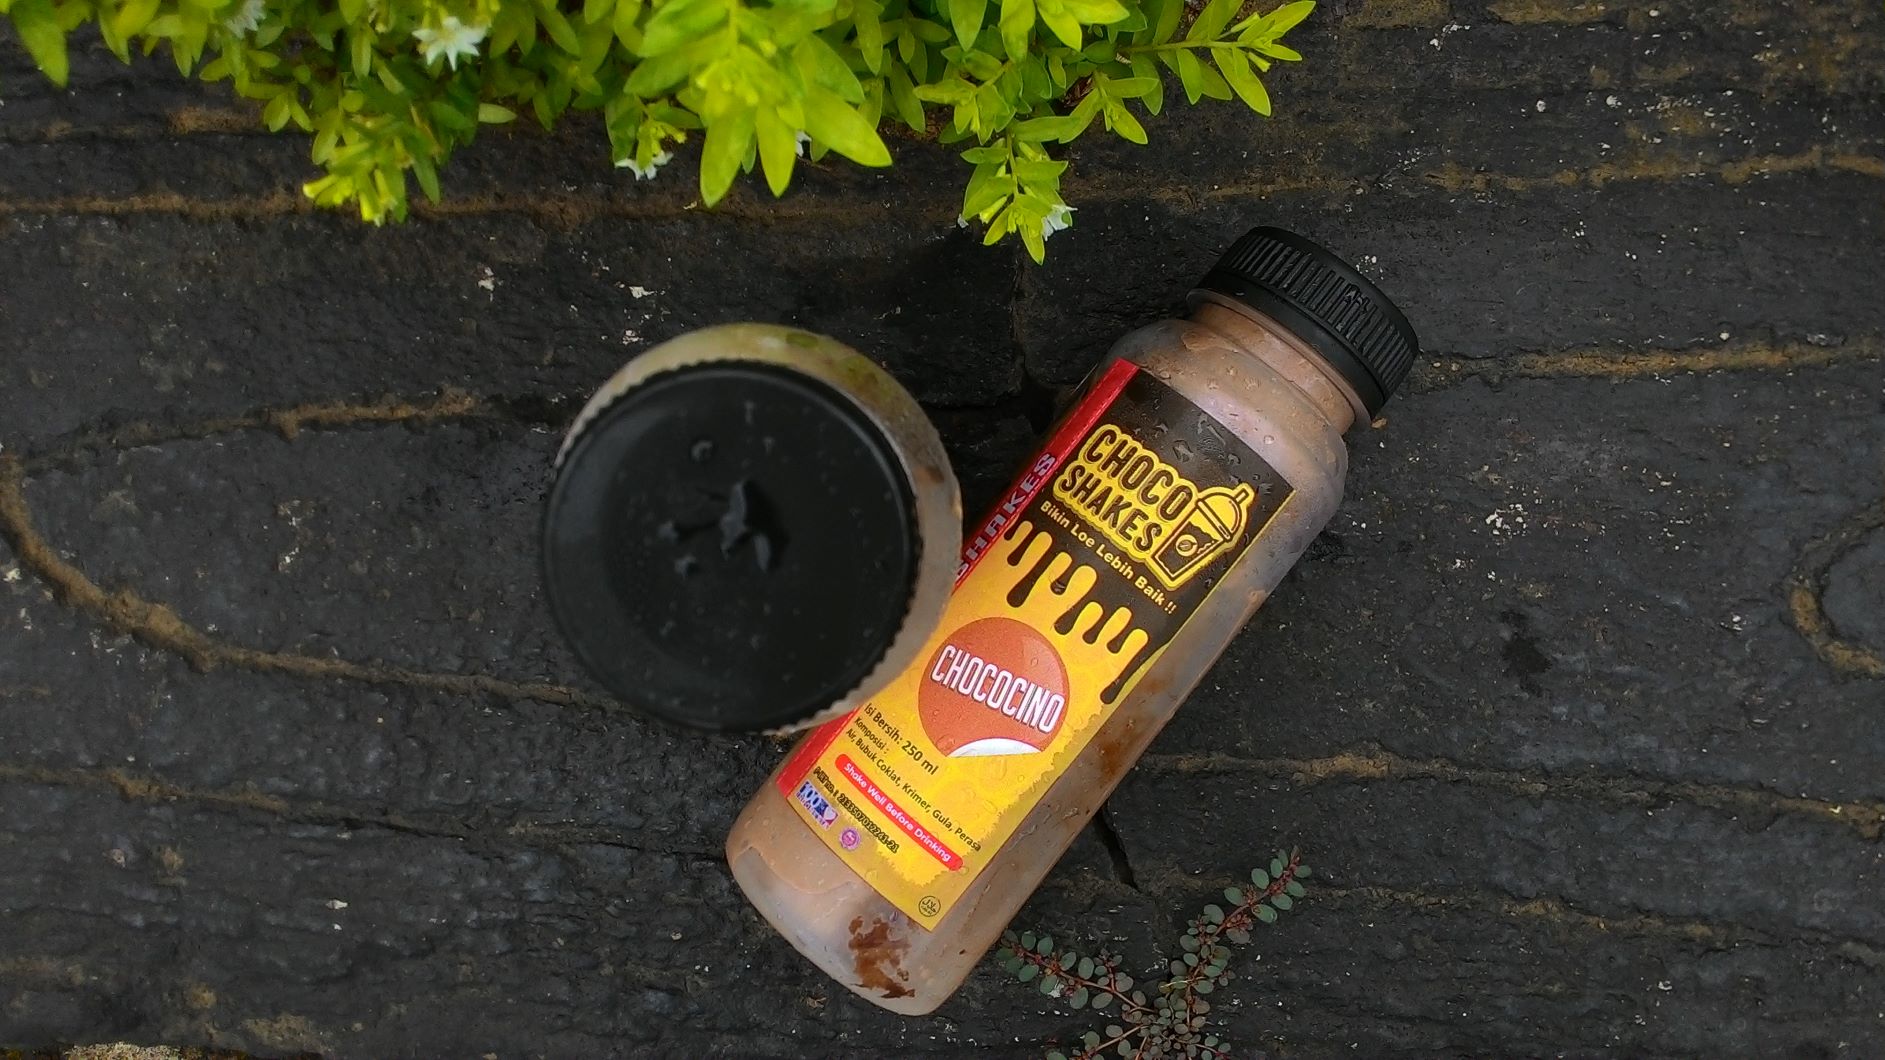 SHAKES
CHOCO
SHAKES
Bikin Loe Lebih Baik !!
CHOCOCINO
Isi Bersih: 250 ml
Komposisi :
Air, Bubuk Coklat, Krimer, Gula, Perasa
Shake Well Before Drinking